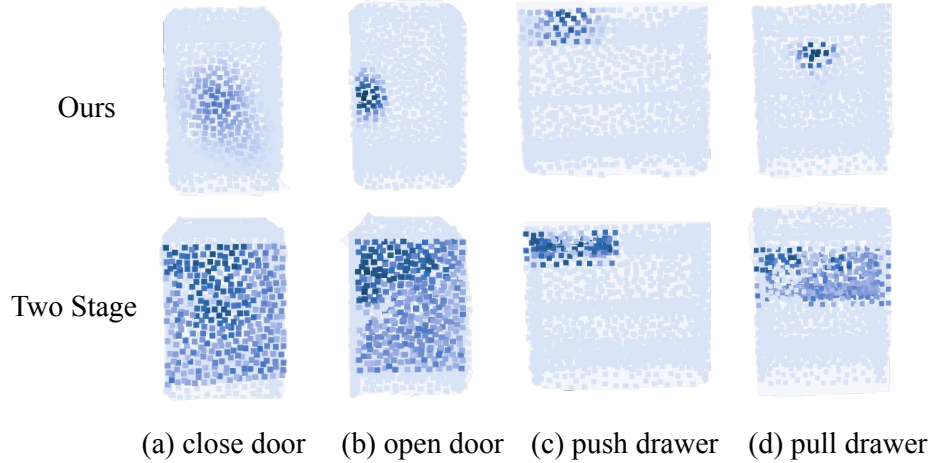 Ours
Two Stage
(a) close door (b) open door (c) push drawer (d) pull drawer